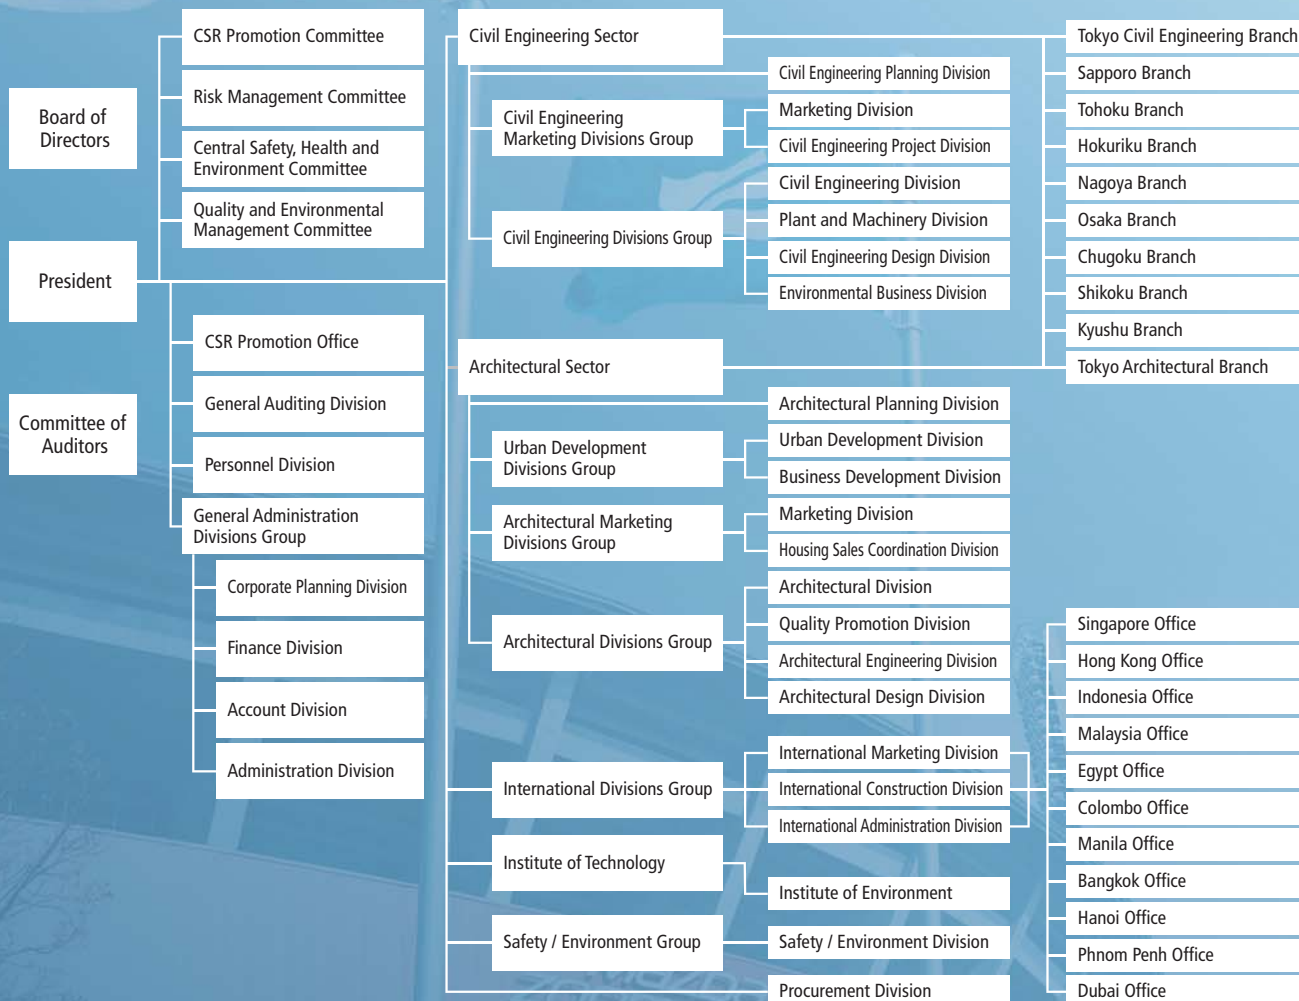 Board of
Directors
President
Committee of
Auditors
CSR Promotion Committee
Risk Management Committee
Central Safety, Health and
Environment Committee
Quality and Environmental
Management Committee
CSR Promotion Office
General Auditing Division
Personnel Division
General Administration
Divisions Group
Corporate Planning Division
Finance Division
Account Division
Administration Division
Civil Engineering Sector
Civil Engineering Planning Division
Civil Engineering
Marketing Divisions Group
Marketing Division
Civil Engineering Project Division
Civil Engineering Divisions Group
Civil Engineering Division
Plant and Machinery Division
Civil Engineering Design Division
Environmental Business Division
Architectural Sector
Architectural Planning Division
Urban Development
Divisions Group
Urban Development Division
Business Development Division
Architectural Marketing
Divisions Group
Marketing Division
Housing Sales Coordination Division
Architectural Divisions Group
Architectural Division
Quality Promotion Division
Architectural Engineering Division
Architectural Design Division
International Divisions Group
International Marketing Division
International Construction Division
International Administration Division
Institute of Technology
Institute of Environment
Safety / Environment Group
Safety / Environment Division
Procurement Division
Tokyo Civil Engineering Branch
Sapporo Branch
Tohoku Branch
Hokuriku Branch
Nagoya Branch
Osaka Branch
Chugoku Branch
Shikoku Branch
Kyushu Branch
Tokyo Architectural Branch
Singapore Office
Hong Kong Office
Indonesia Office
Malaysia Office
Egypt Office
Colombo Office
Manila Office
Bangkok Office
Hanoi Office
Phnom Penh Office
Dubai Office